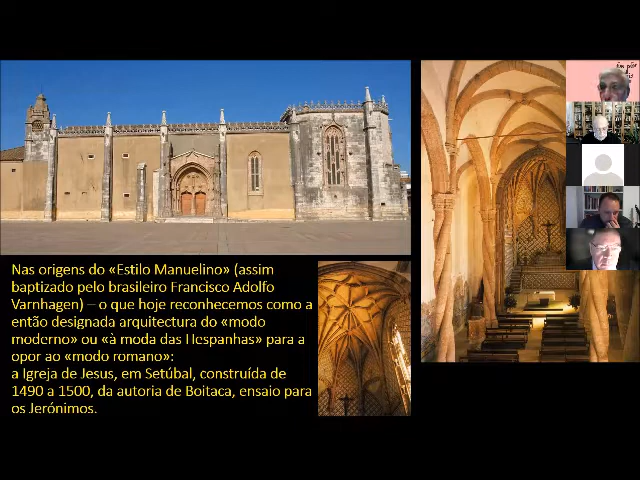 Nas origens do «Estilo Manuelino» (assim
baptizado pelo brasileiro Francisco Adolfo
Varnhagen) – o que hoje reconhecemos como a
então designada arquitectura do «modo
moderno» ou «à moda das Hespanhas» para a
opor ao «modo romano»:
a Igreja de Jesus, em Setúbal, construída de
1490 a 1500, da autoria de Boitaca, ensaio para
os Jerónimos.